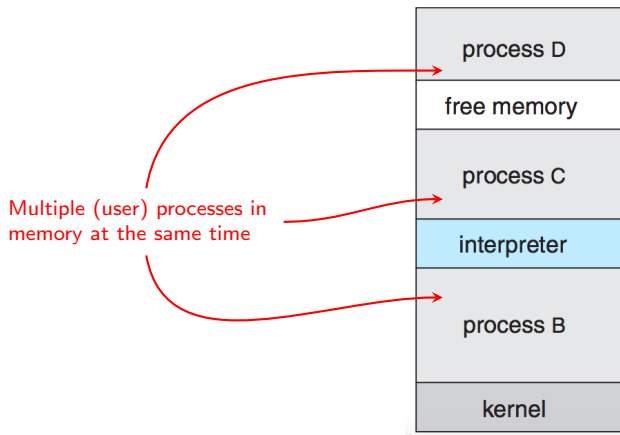 process D
free memory
process C
Multiple (user) processes in
memory at the same time
interpreter
process B
kernel